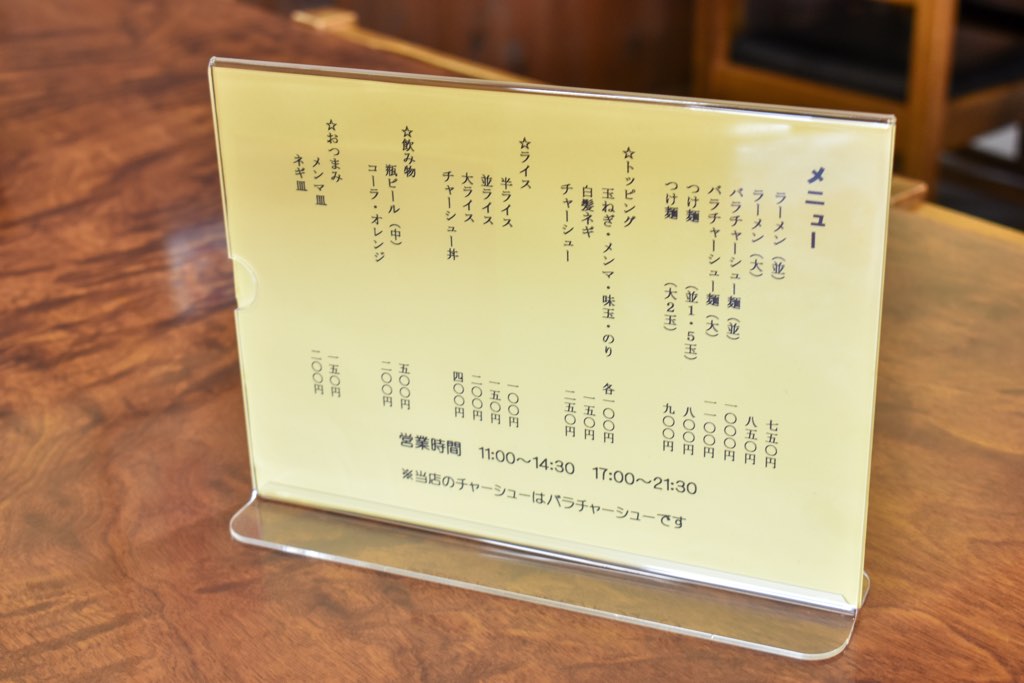 メニュー
ラーメン（並） 七五〇円
ラーメン（大） 八五〇円
バラチャーシュー麺（並） 一〇〇〇円
バラチャーシュー麺（大） 一一〇〇円
つけ麺 （並１・５玉） 八〇〇円
つけ麺 （大２玉） 九〇〇円
☆トッピング
玉ねぎ・メンマ・味玉・のり 各一〇〇円
白髪ネギ 一五〇円
チャーシュー 二五〇円
☆ライス
半ライス 一〇〇円
並ライス 一五〇円
大ライス 二〇〇円
チャーシュー丼 四〇〇円
☆飲み物
瓶ビール（中） 五〇〇円
コーラ・オレンジ 二〇〇円
☆おつまみ
メンマ皿 一五〇円
ネギ皿 二〇〇円
営業時間 11:00～14:30 17:00～21:30
※当店のチャーシューはバラチャーシューです